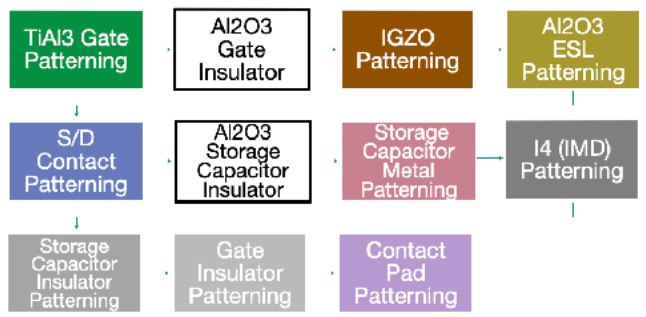 TiAl3 Gate
Patterning
Al2O3
Gate
Insulator
IGZO
Patterning
Al2O3
ESL
Patterning
S/D
Contact
Patterning
Al2O3
Storage
Capacitor
Insulator
Storage
Capacitor
Metal
Patterning
I4 (IMD)
Patterning
Storage
Capacitor
Insulator
Patterning
Gate
Insulator
Patterning
Contact
Pad
Patterning